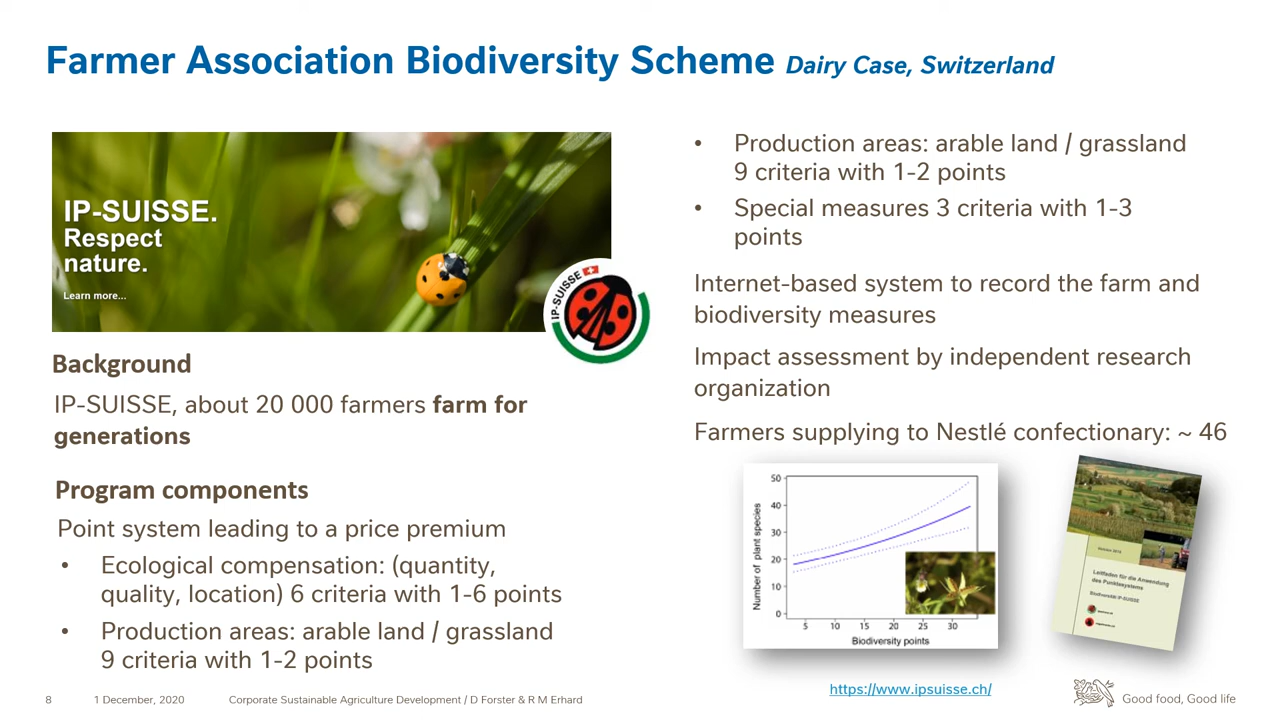 Farmer Association Biodiversity Scheme Dairy Case, Switzerland
IP-SUISSE.
Respect
nature.
Learn more...
IP-SUISSE
Background
IP-SUISSE, about 20 000 farmers farm for
generations
Program components
Point system leading to a price premium
• Ecological compensation: (quantity,
quality, location) 6 criteria with 1-6 points
• Production areas: arable land / grassland
9 criteria with 1-2 points
• Production areas: arable land / grassland
9 criteria with 1-2 points
• Special measures 3 criteria with 1-3
points
Internet-based system to record the farm and
biodiversity measures
Impact assessment by independent research
organization
Farmers supplying to Nestlé confectionary: ~ 46
Number of plant species
50
40
30
20
10
0
5 10 15 20 25 30
Biodiversity points
Leitfaden für die Anwendung
des Punktesystems
Biodiversität IP-SUISSE
https://www.ipsuisse.ch/
8 1 December, 2020 Corporate Sustainable Agriculture Development / D Forster & R M Erhard
Good food, Good life